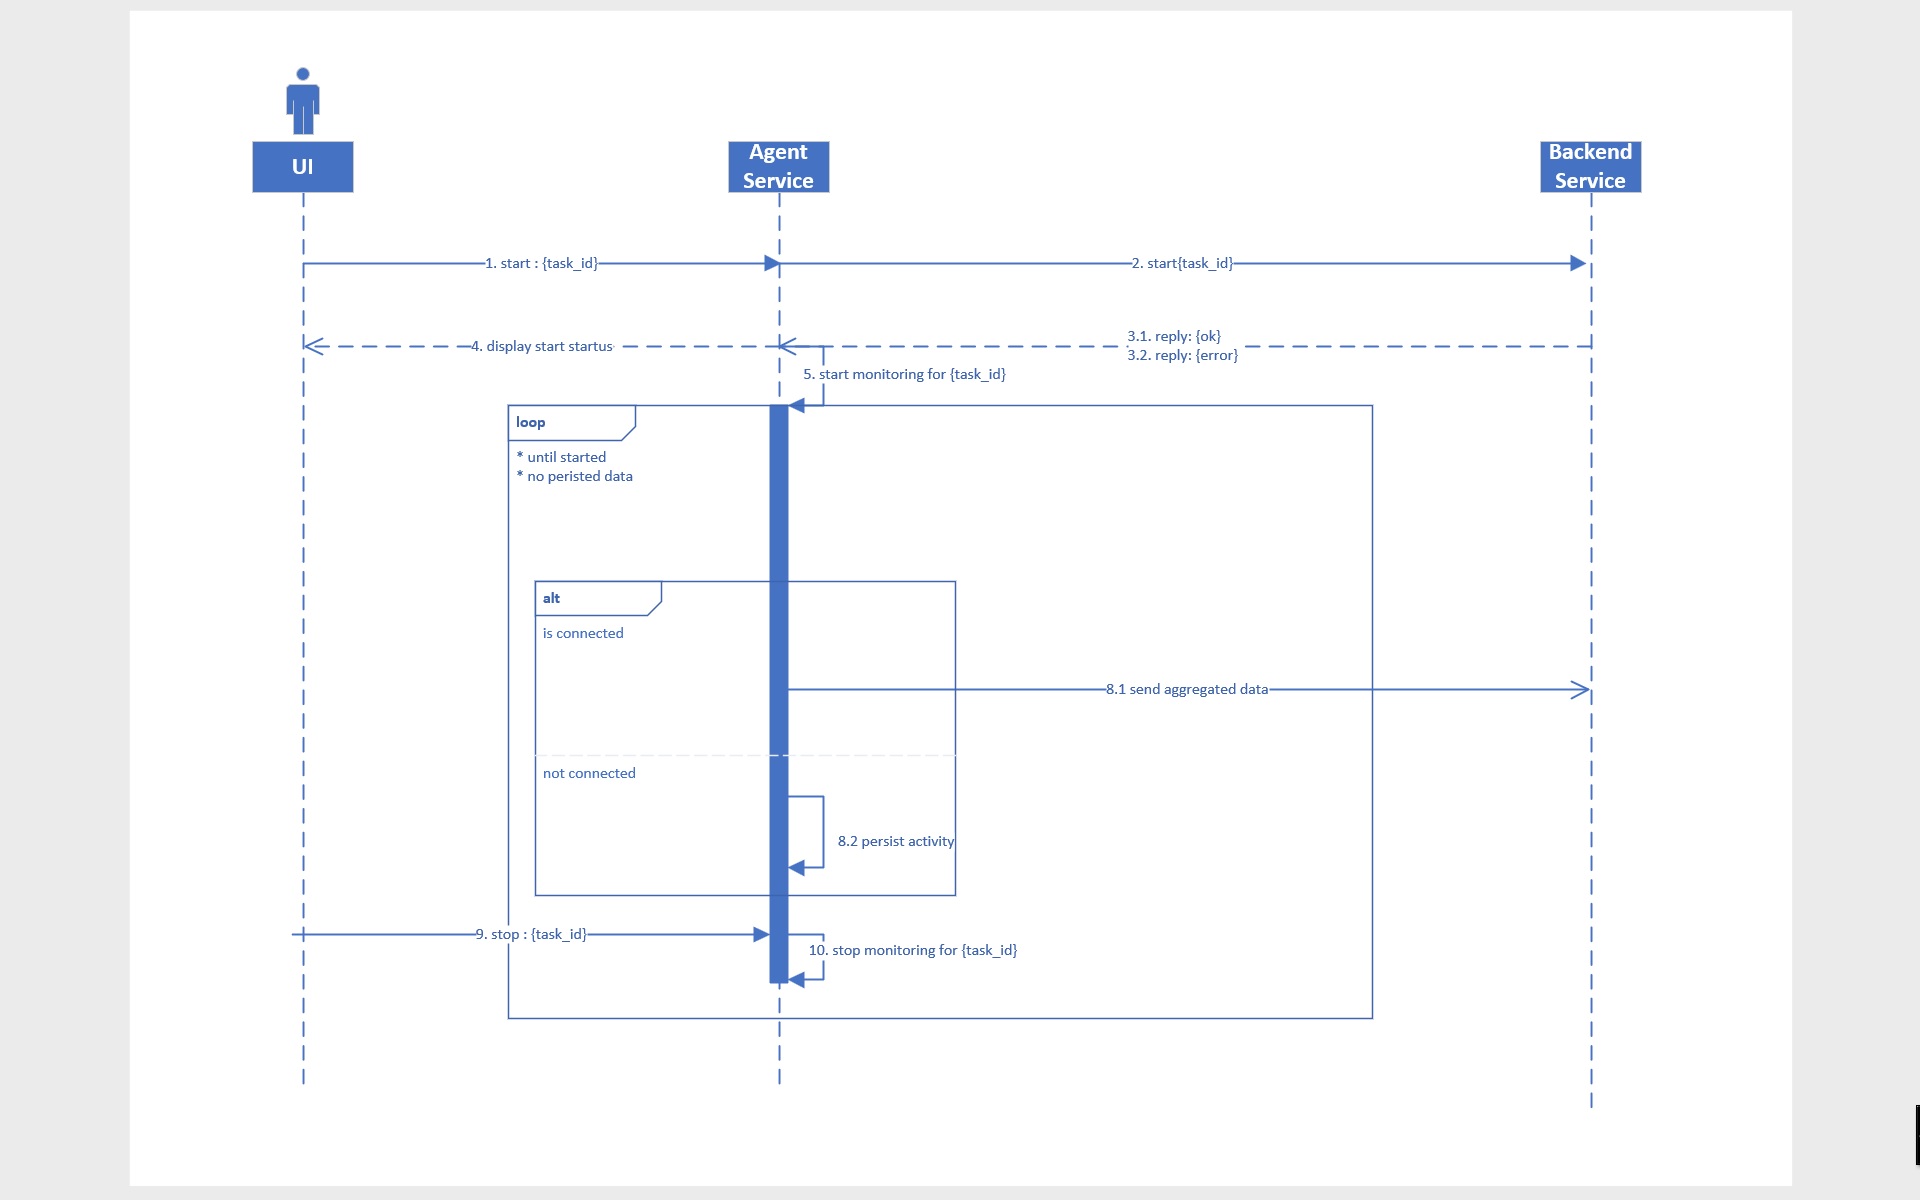 UI
Agent
Service
Backend
Service
1. start : {task_id}
2. start{task_id}
4. display start startus
3.1. reply: {ok}
3.2. reply: {error}
5. start monitoring for {task_id}
loop
* until started
* no peristed data
alt
is connected
8.1 send aggregated data
not connected
8.2 persist activity
9. stop : {task_id}
10. stop monitoring for {task_id}